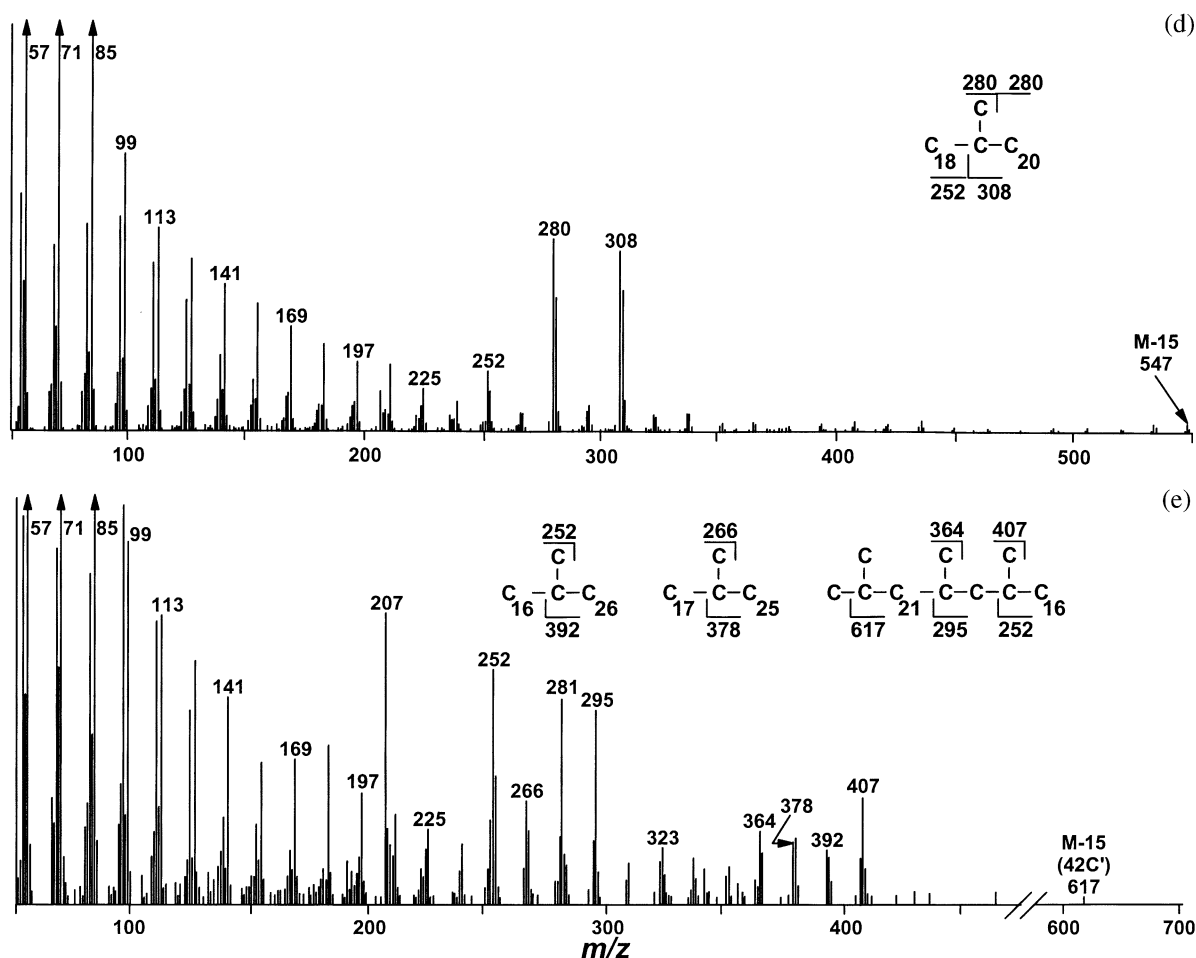 (d)
57 71 85
99
113
141
169
197
225
252
280
308
M-15
547
280 280
C
C – C – C
18 20
252 308
100 200 300 400 500
(e)
57 71 85
99
113
141
169
197
207
225
252
266
281
295
323
364
378
392
407
252
C
C – C – C
16 26
392
266
C
C – C – C
17 25
378
364 407
C C C
C – C – C – C – C – C – C
21 16
617 295 252
M-15
(42C')
617
100 200 300 400 600 700
m/z